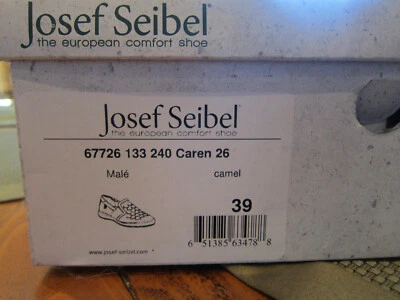 Josef Seibel
the european comfort shoe
Josef Seibel
the european comfort shoe
67726 133 240 Caren 26
Malé camel
39
6 51385 63478 8
www.josef-seibel.com